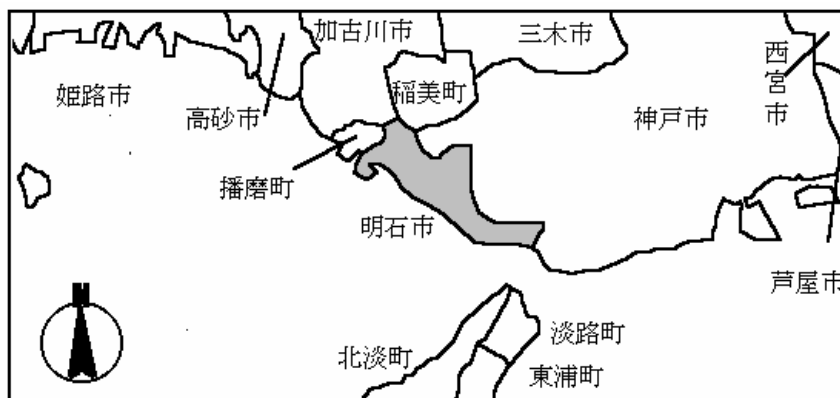 加古川市
三木市
西宮市
姫路市
高砂市
稲美町
神戸市
播磨町
明石市
芦屋市
N
北淡町
淡路町
東浦町